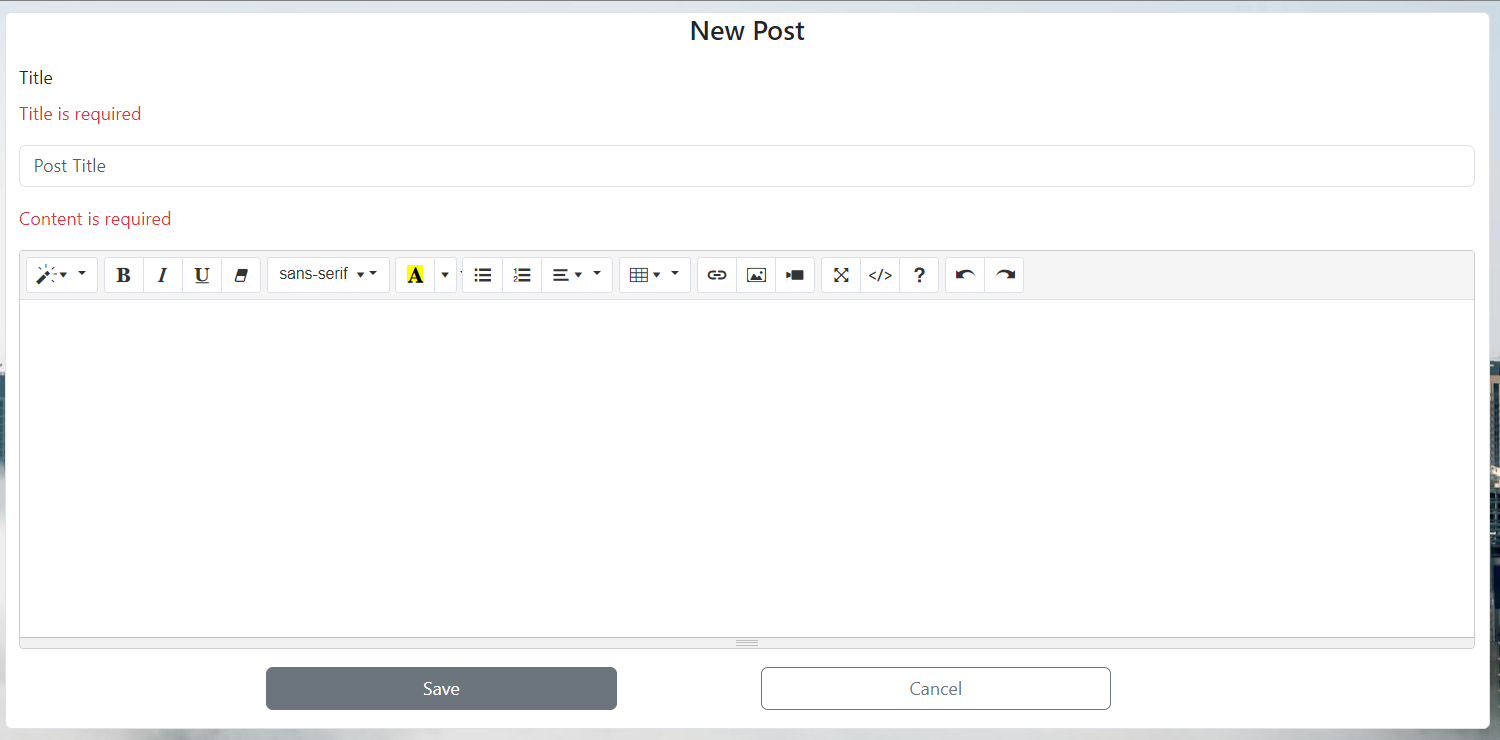 New Post
Title
Title is required
Post Title
Content is required
B I U sans-serif A </> ?
Save Cancel